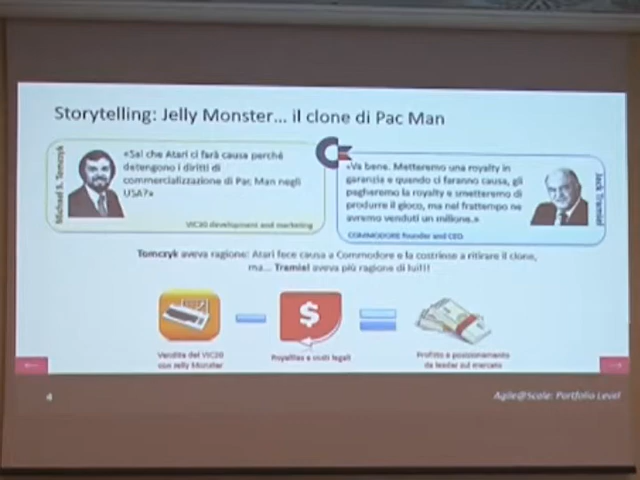 Storytelling: Jelly Monster... il clone di Pac Man
Michael S. Tomczyk
«Sai che Atari ci farà causa perché
detengono i diritti di
commercializzazione di Pac Man negli
USA?»
VIC20 development and marketing
«Va bene. Metteremo una royalty in
garanzia e quando ci faranno causa, gli
pagheremo la royalty e smetteremo di
produrre il gioco, ma nel frattempo ne
avremo venduti un milione.»
COMMODORE founder and CEO
Jack Tramiel
Tomczyk aveva ragione: Atari fece causa a Commodore e la costrinse a ritirare il clone,
ma... Tramiel aveva più ragione di lui!!!
$
Vendita del VIC20
con Jelly Monster
Royalties e costi legali
Profitto e posizionamento
da leader sul mercato
4
Agile@Scale: Portfolio Level